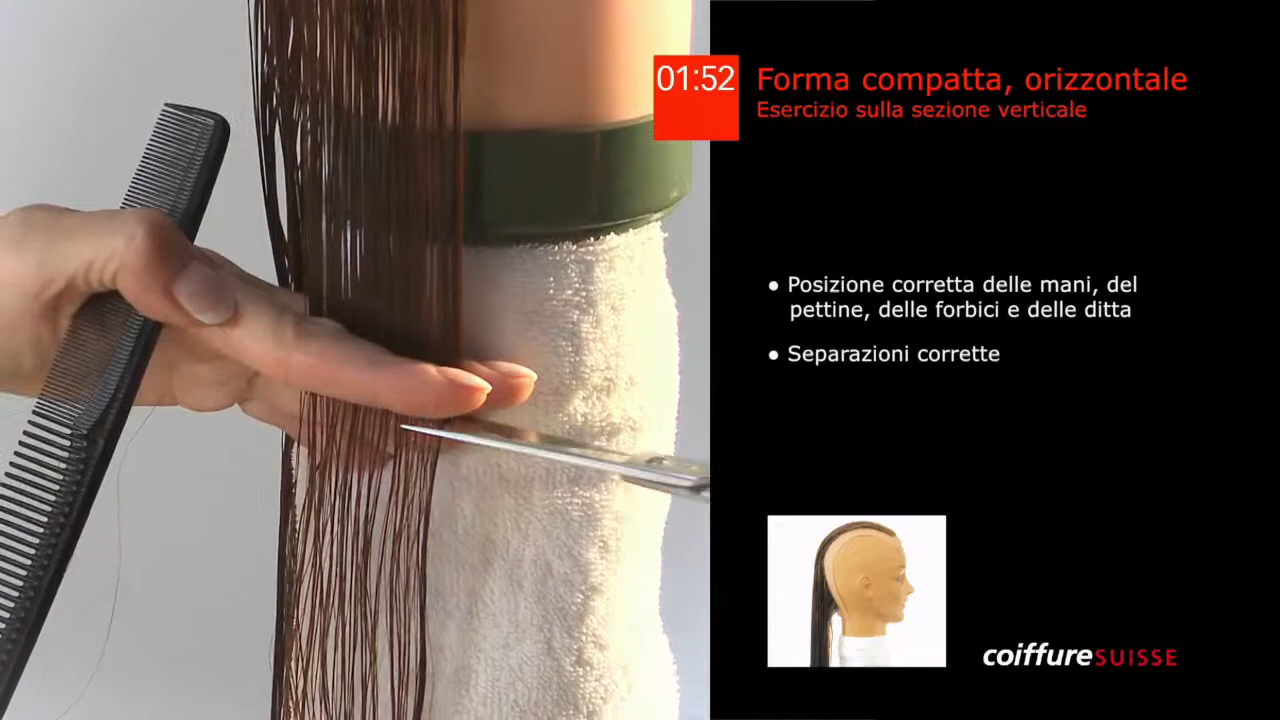 01:52
Forma compatta, orizzontale
Esercizio sulla sezione verticale
• Posizione corretta delle mani, del
pettine, delle forbici e delle ditta
• Separazioni corrette
coiffureSUISSE